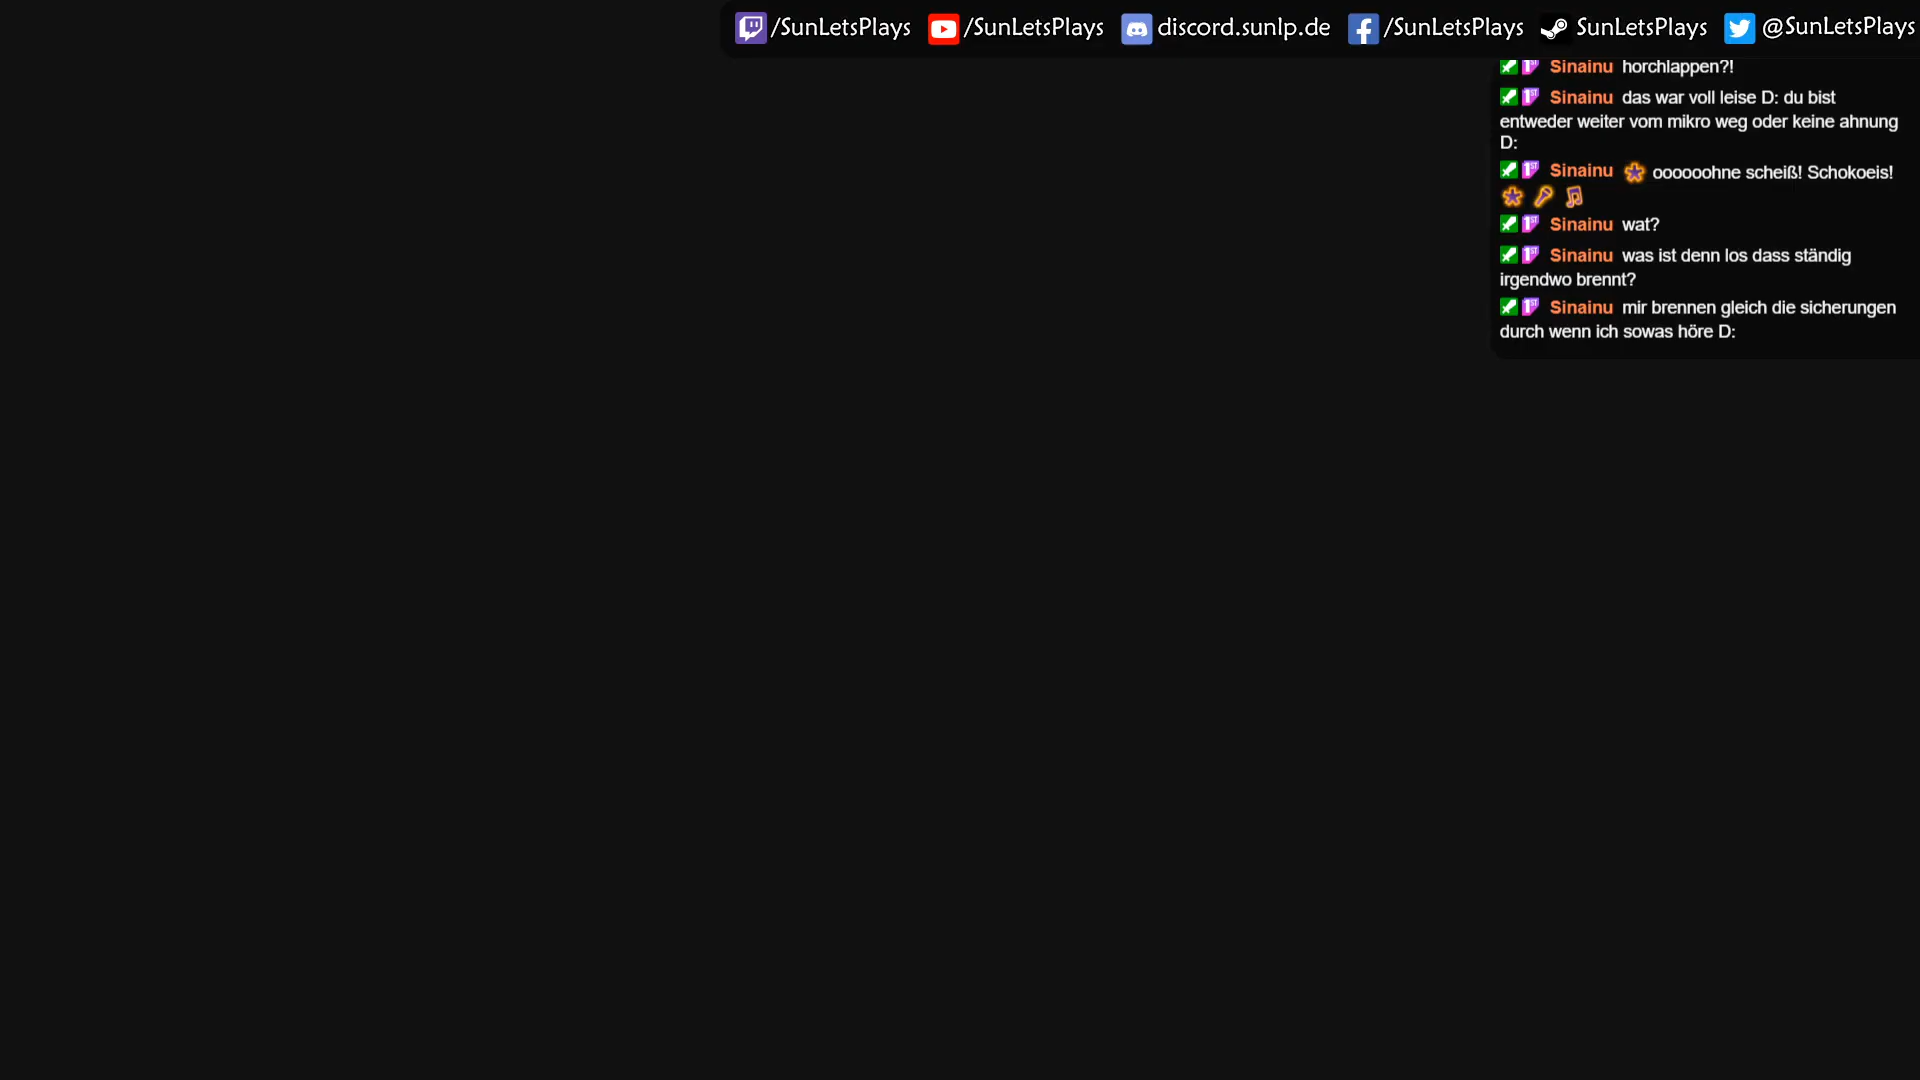 /SunLetsPlays /SunLetsPlays discord.sunlp.de /SunLetsPlays SunLetsPlays @SunLetsPlays
Sinainu horchlappen?!
Sinainu das war voll leise D: du bist
entweder weiter vom mikro weg oder keine ahnung
D:
Sinainu oooooohne scheiß! Schokoeis!
Sinainu wat?
Sinainu was ist denn los dass ständig
irgendwo brennt?
Sinainu mir brennen gleich die sicherungen
durch wenn ich sowas höre D: